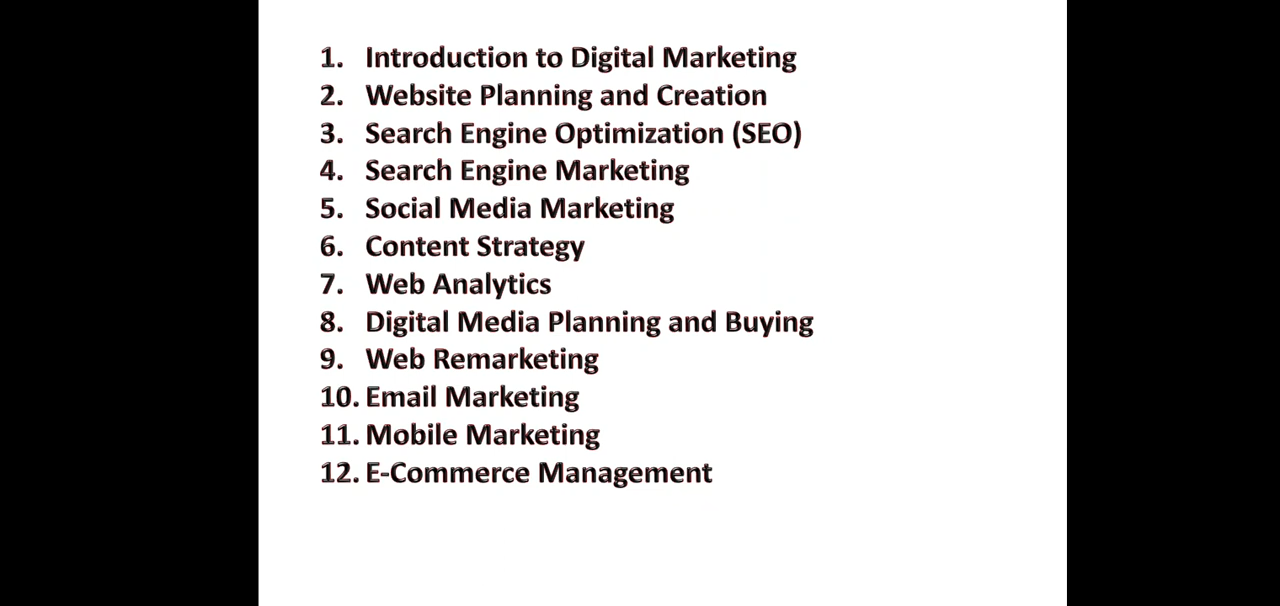 1. Introduction to Digital Marketing
2. Website Planning and Creation
3. Search Engine Optimization (SEO)
4. Search Engine Marketing
5. Social Media Marketing
6. Content Strategy
7. Web Analytics
8. Digital Media Planning and Buying
9. Web Remarketing
10. Email Marketing
11. Mobile Marketing
12. E-Commerce Management